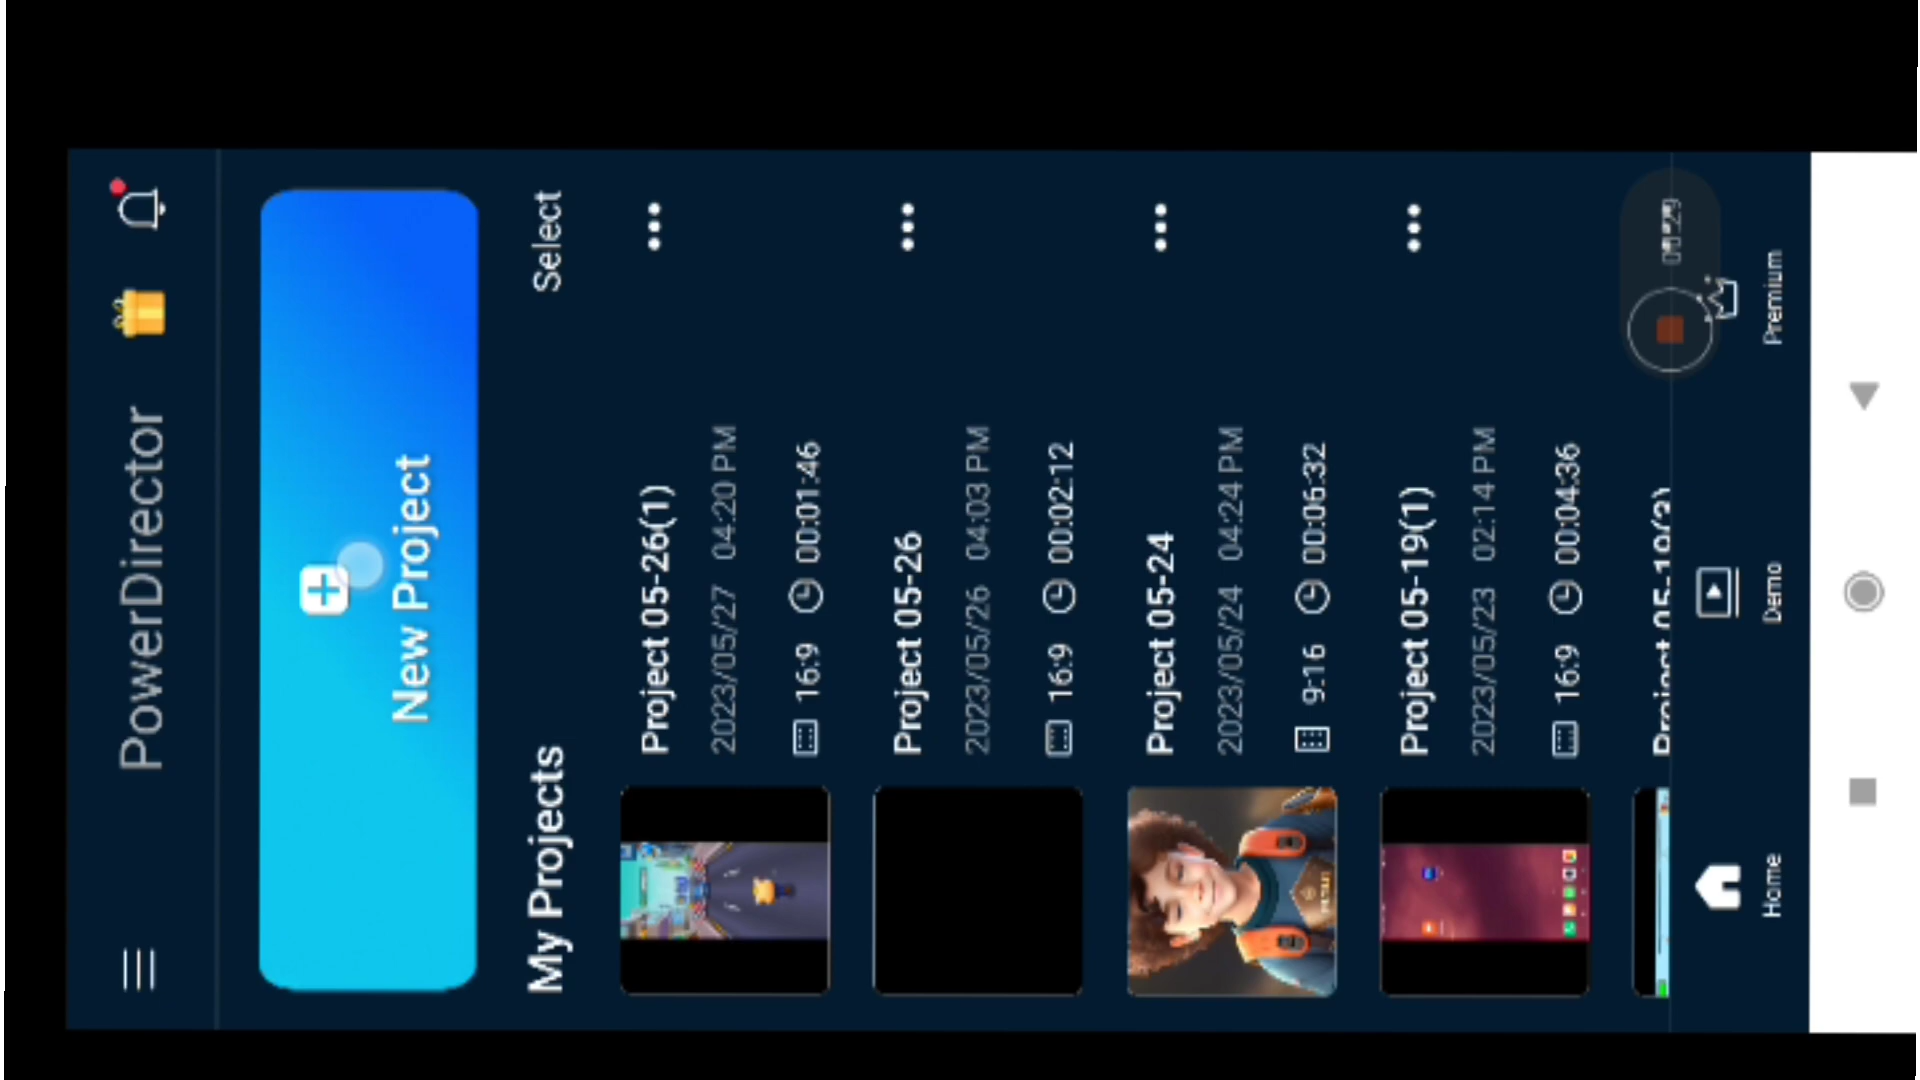 PowerDirector
New Project
My Projects
Select
Project 05-26(1)
2023/05/27 04:20 PM
16:9 00:01:46
Project 05-26
2023/05/26 04:03 PM
16:9 00:02:12
Project 05-24
2023/05/24 04:24 PM
9:16 00:06:32
Project 05-19(1)
2023/05/23 02:14 PM
16:9 00:04:36
Home
Demo
Premium